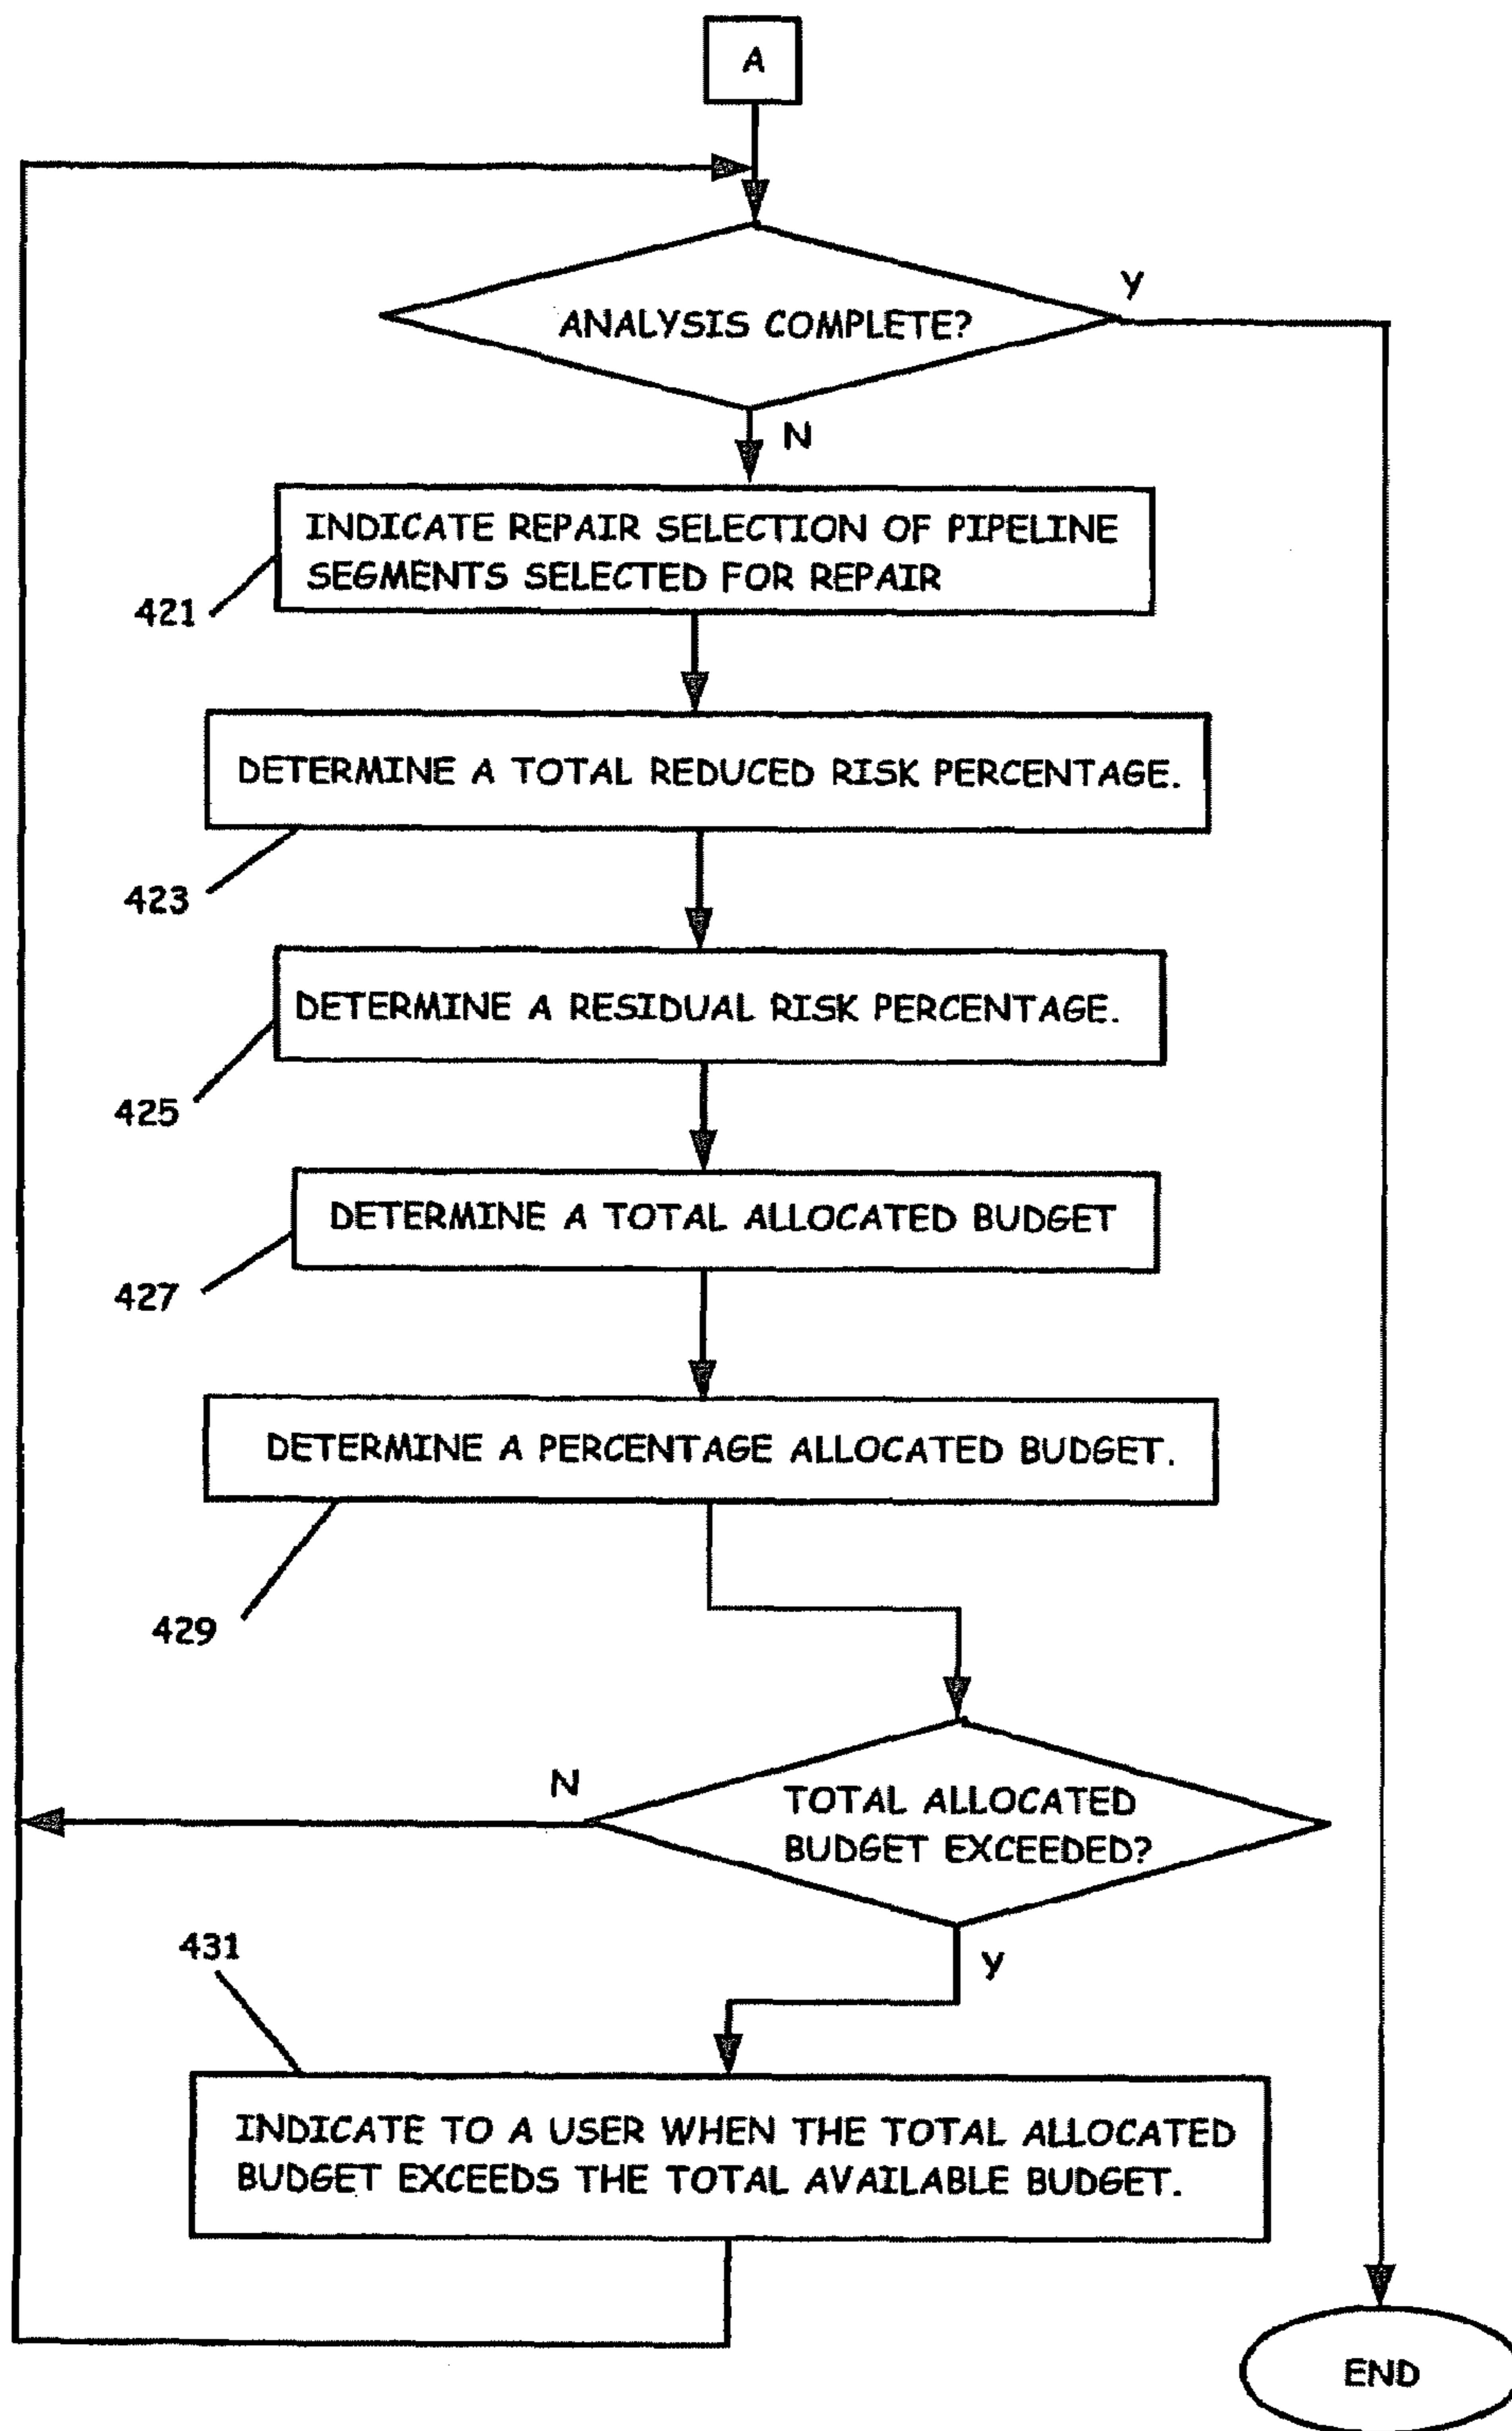 A
ANALYSIS COMPLETE?
Y
N
INDICATE REPAIR SELECTION OF PIPELINE
SEGMENTS SELECTED FOR REPAIR
421
DETERMINE A TOTAL REDUCED RISK PERCENTAGE.
423
DETERMINE A RESIDUAL RISK PERCENTAGE.
425
DETERMINE A TOTAL ALLOCATED BUDGET
427
DETERMINE A PERCENTAGE ALLOCATED BUDGET.
429
N
TOTAL ALLOCATED
BUDGET EXCEEDED?
Y
431
INDICATE TO A USER WHEN THE TOTAL ALLOCATED
BUDGET EXCEEDS THE TOTAL AVAILABLE BUDGET.
END